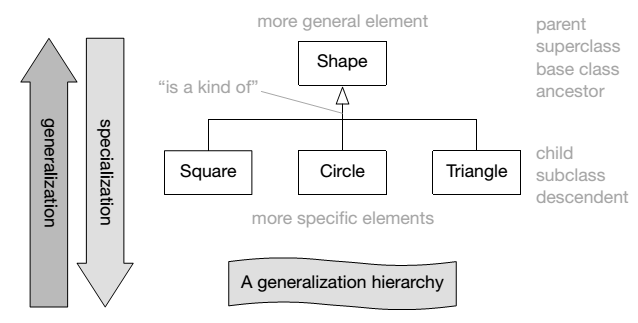 more general element
parent
superclass
base class
ancestor
Shape
“is a kind of”
generalization
specialization
Square
Circle
Triangle
child
subclass
descendent
more specific elements
A generalization hierarchy